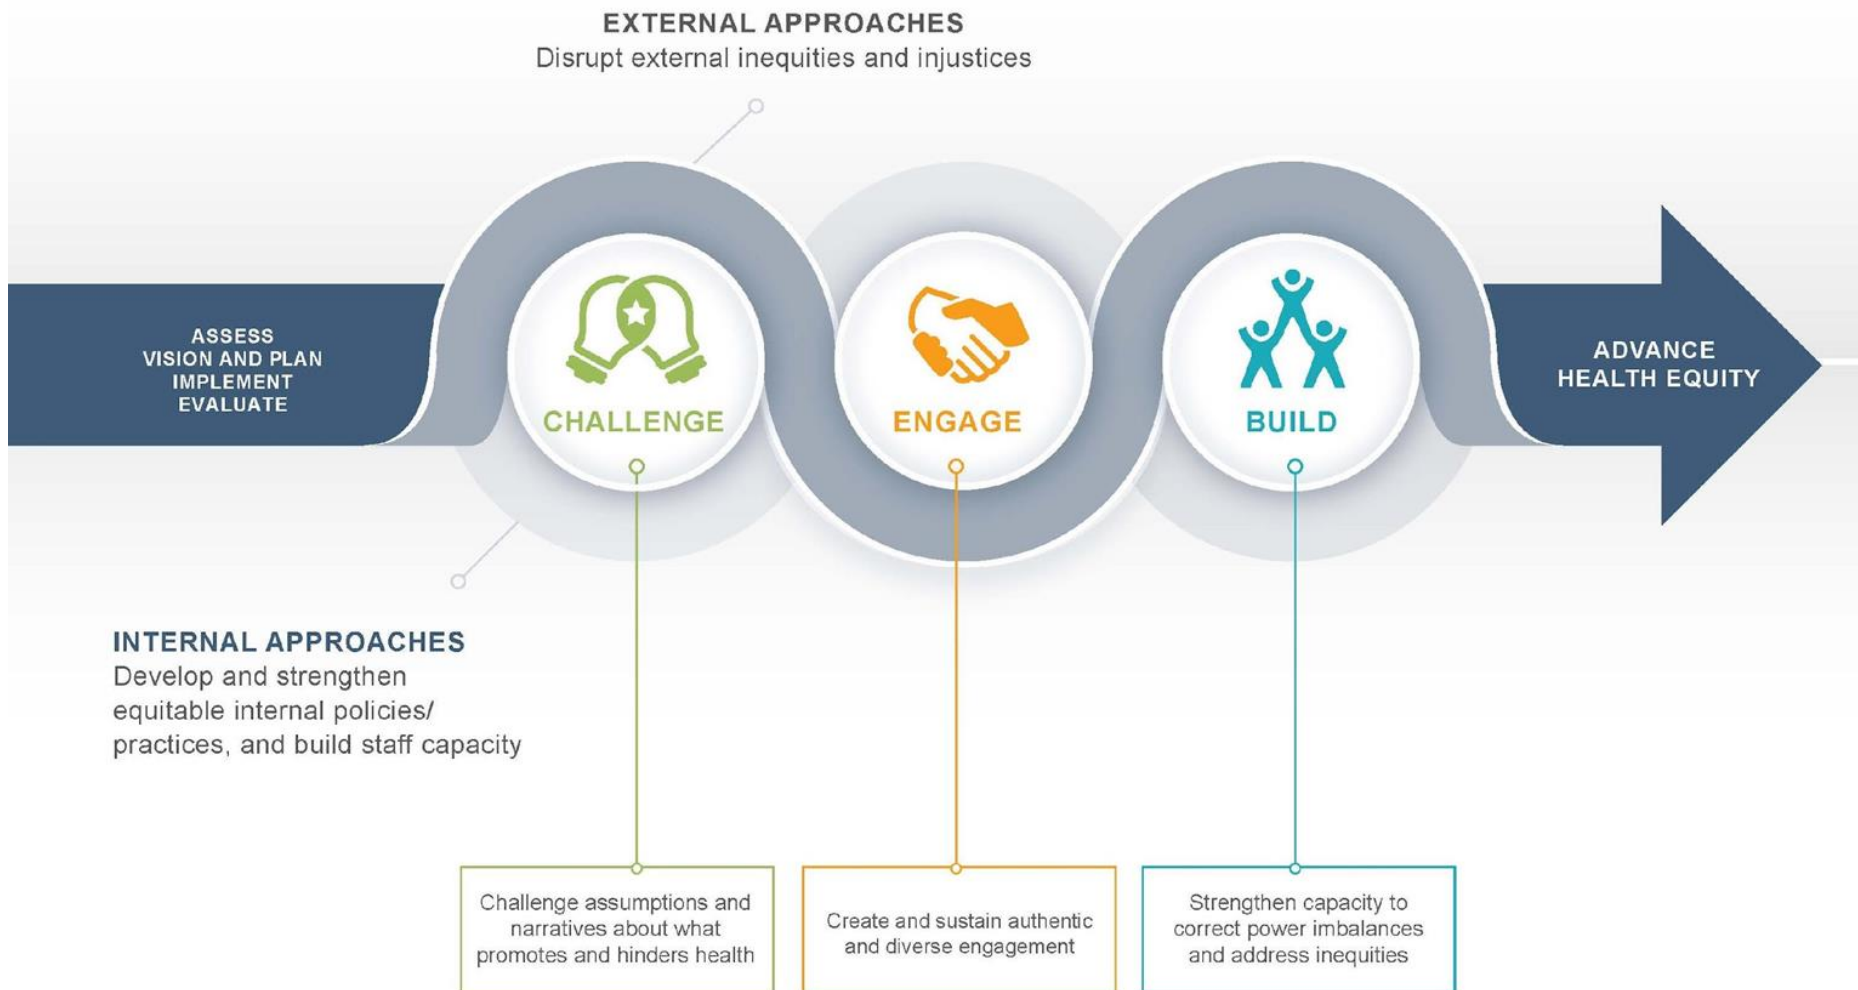 EXTERNAL APPROACHES
Disrupt external inequities and injustices
ASSESS
VISION AND PLAN
IMPLEMENT
EVALUATE
CHALLENGE
ENGAGE
BUILD
ADVANCE
HEALTH EQUITY
INTERNAL APPROACHES
Develop and strengthen
equitable internal policies/
practices, and build staff capacity
Challenge assumptions and
narratives about what
promotes and hinders health
Create and sustain authentic
and diverse engagement
Strengthen capacity to
correct power imbalances
and address inequities